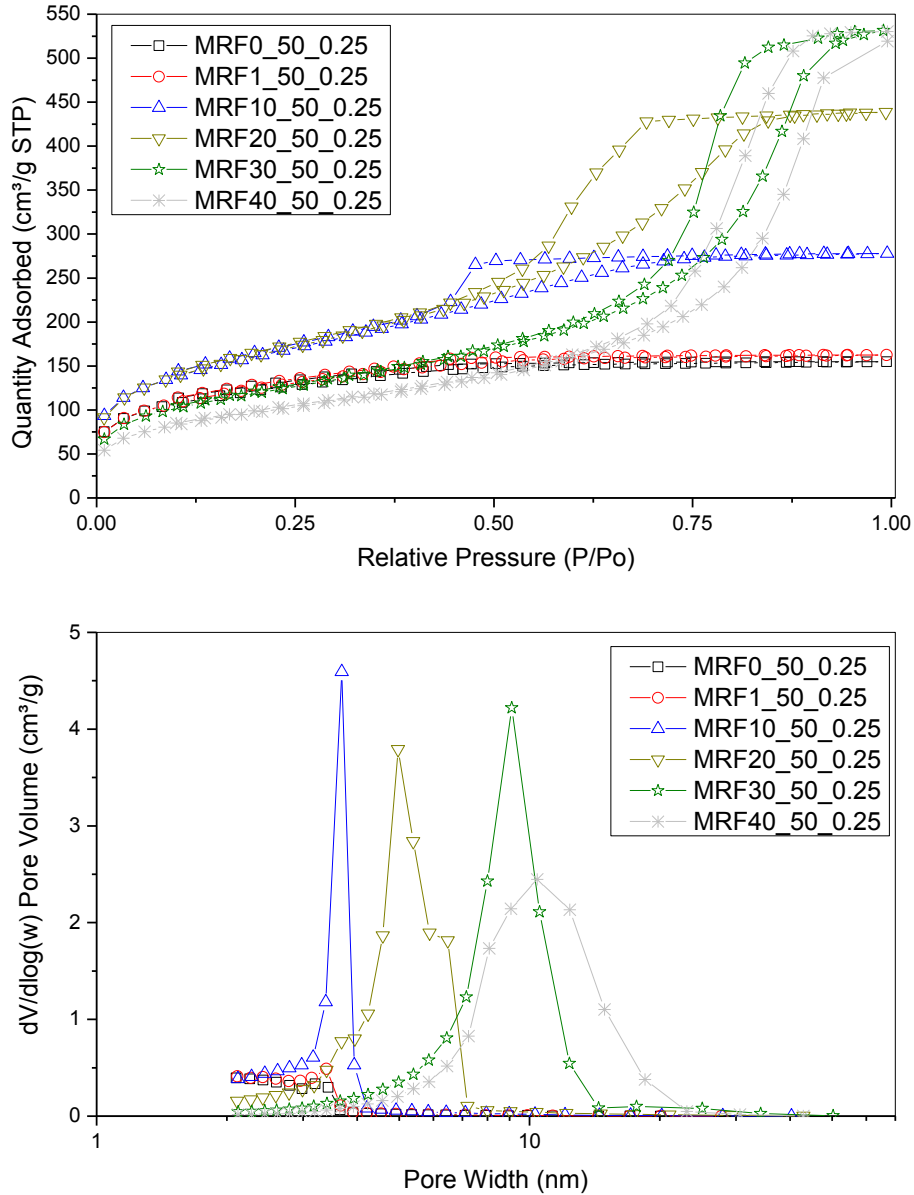 550
500
450
400
350
300
250
200
150
100
50
0
Quantity Adsorbed (cm³/g STP)
MRF0_50_0.25
MRF1_50_0.25
MRF10_50_0.25
MRF20_50_0.25
MRF30_50_0.25
MRF40_50_0.25
0.00 0.25 0.50 0.75 1.00
Relative Pressure (P/Po)
5
4
3
2
1
0
dV/dlog(w) Pore Volume (cm³/g)
MRF0_50_0.25
MRF1_50_0.25
MRF10_50_0.25
MRF20_50_0.25
MRF30_50_0.25
MRF40_50_0.25
1 10
Pore Width (nm)